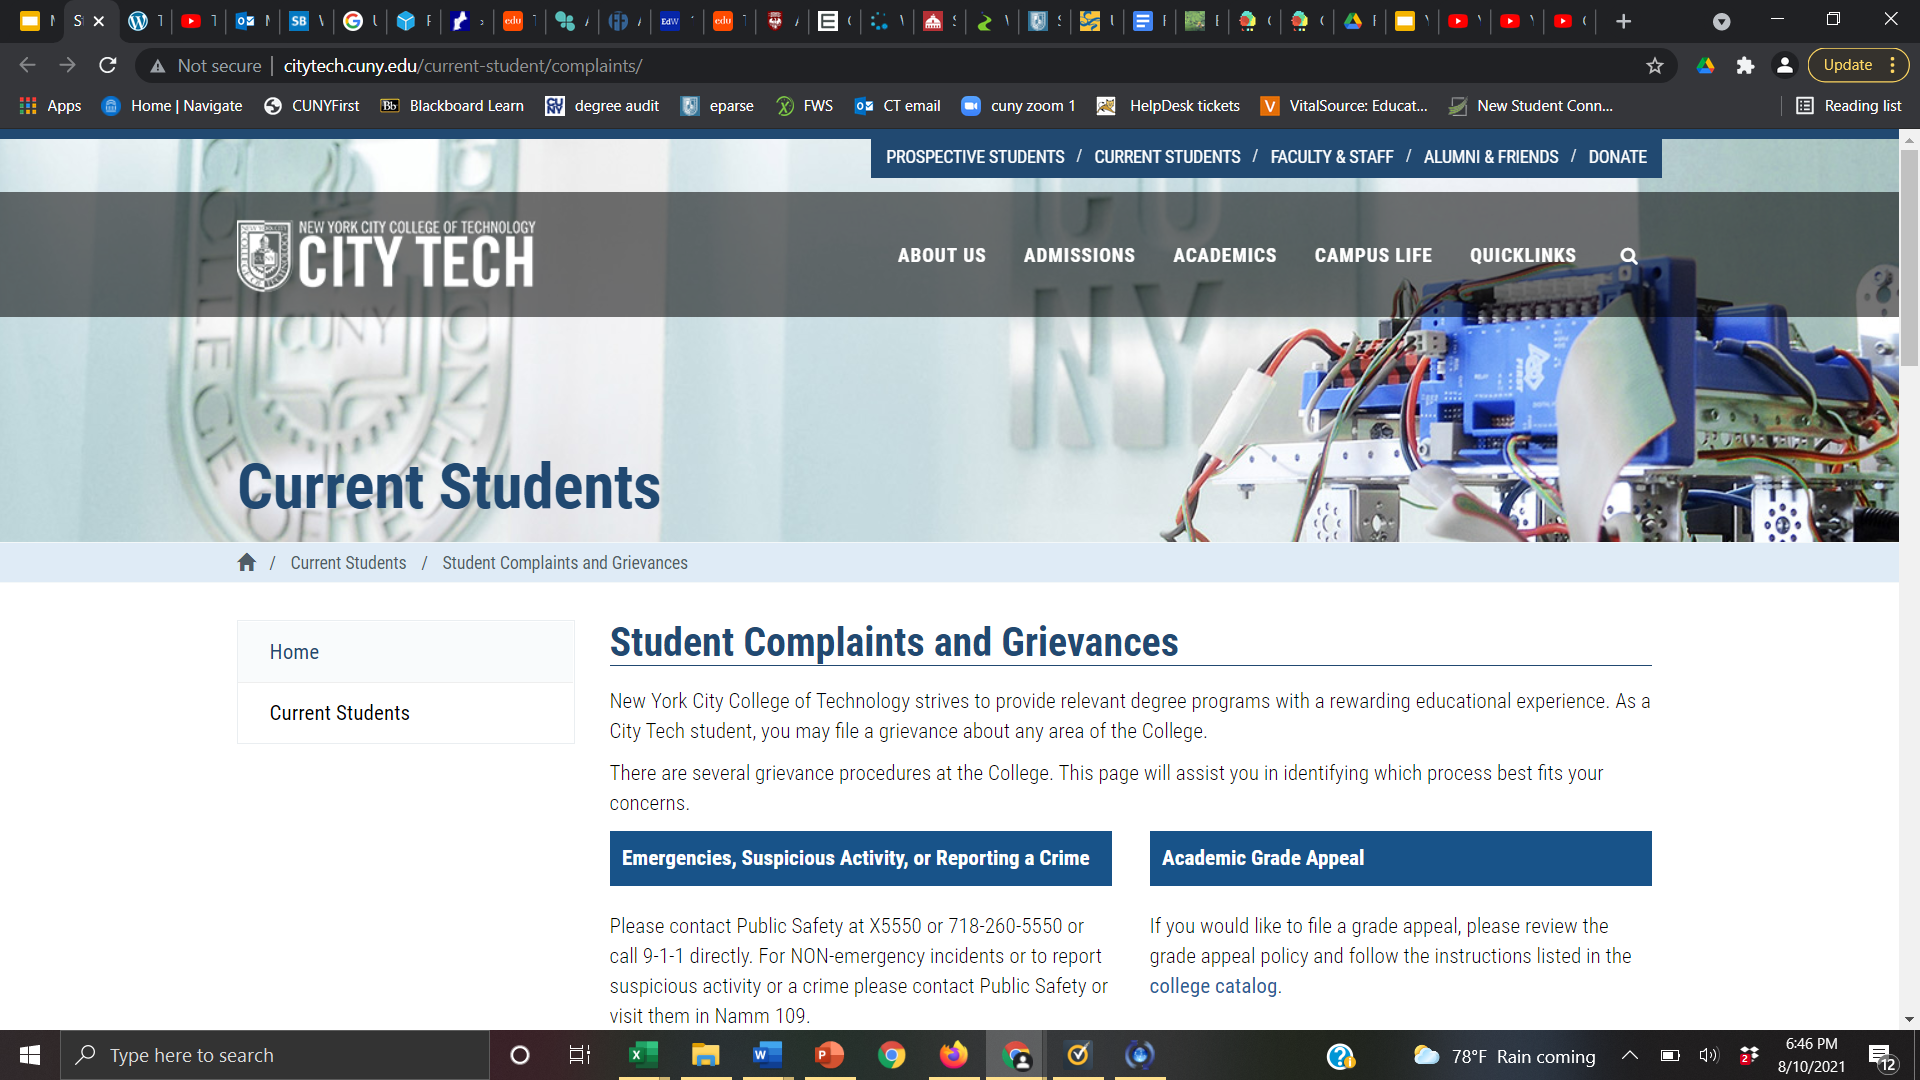 Not secure | citytech.cuny.edu/current-student/complaints/
Update
Apps Home | Navigate CUNYFirst Bb Blackboard Learn CUNY degree audit eparse FWS CT email cuny zoom 1 HelpDesk tickets V VitalSource: Educat... New Student Conn... Reading list
PROSPECTIVE STUDENTS / CURRENT STUDENTS / FACULTY & STAFF / ALUMNI & FRIENDS / DONATE
NEW YORK CITY COLLEGE OF TECHNOLOGY
CITY TECH
ABOUT US ADMISSIONS ACADEMICS CAMPUS LIFE QUICKLINKS
CUNY
COLLEGE
FIRST
Current Students
/ Current Students / Student Complaints and Grievances
Home
Current Students
Student Complaints and Grievances
New York City College of Technology strives to provide relevant degree programs with a rewarding educational experience. As a
City Tech student, you may file a grievance about any area of the College.
There are several grievance procedures at the College. This page will assist you in identifying which process best fits your
concerns.
Emergencies, Suspicious Activity, or Reporting a Crime
Please contact Public Safety at X5550 or 718-260-5550 or
call 9-1-1 directly. For NON-emergency incidents or to report
suspicious activity or a crime please contact Public Safety or
visit them in Namm 109.
Academic Grade Appeal
If you would like to file a grade appeal, please review the
grade appeal policy and follow the instructions listed in the
college catalog.
Type here to search
78°F Rain coming
6:46 PM
8/10/2021
12